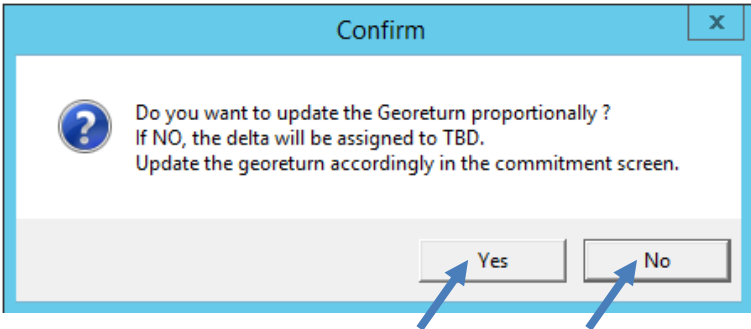 Confirm
x
?
Do you want to update the Georeturn proportionally ?
If NO, the delta will be assigned to TBD.
Update the georeturn accordingly in the commitment screen.
Yes
No